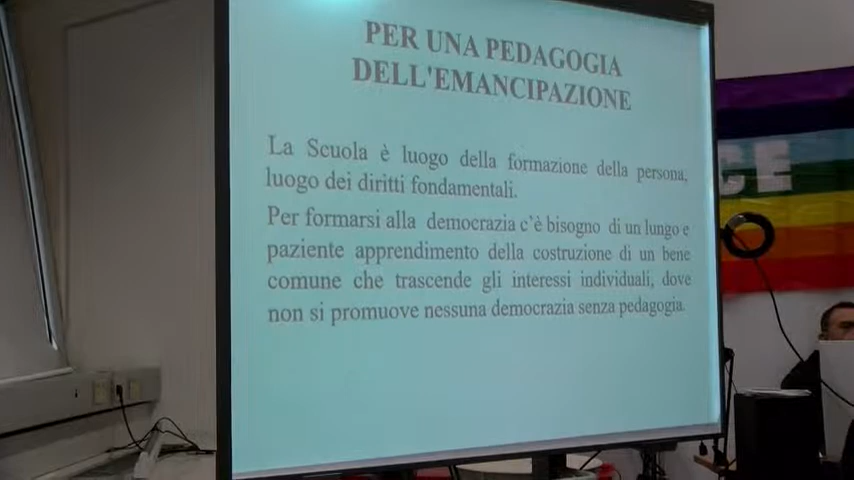 PER UNA PEDAGOGIA
DELL'EMANCIPAZIONE
La Scuola è luogo della formazione della persona,
luogo dei diritti fondamentali.
Per formarsi alla democrazia c'è bisogno di un lungo e
paziente apprendimento della costruzione di un bene
comune che trascende gli interessi individuali, dove
non si promuove nessuna democrazia senza pedagogia.